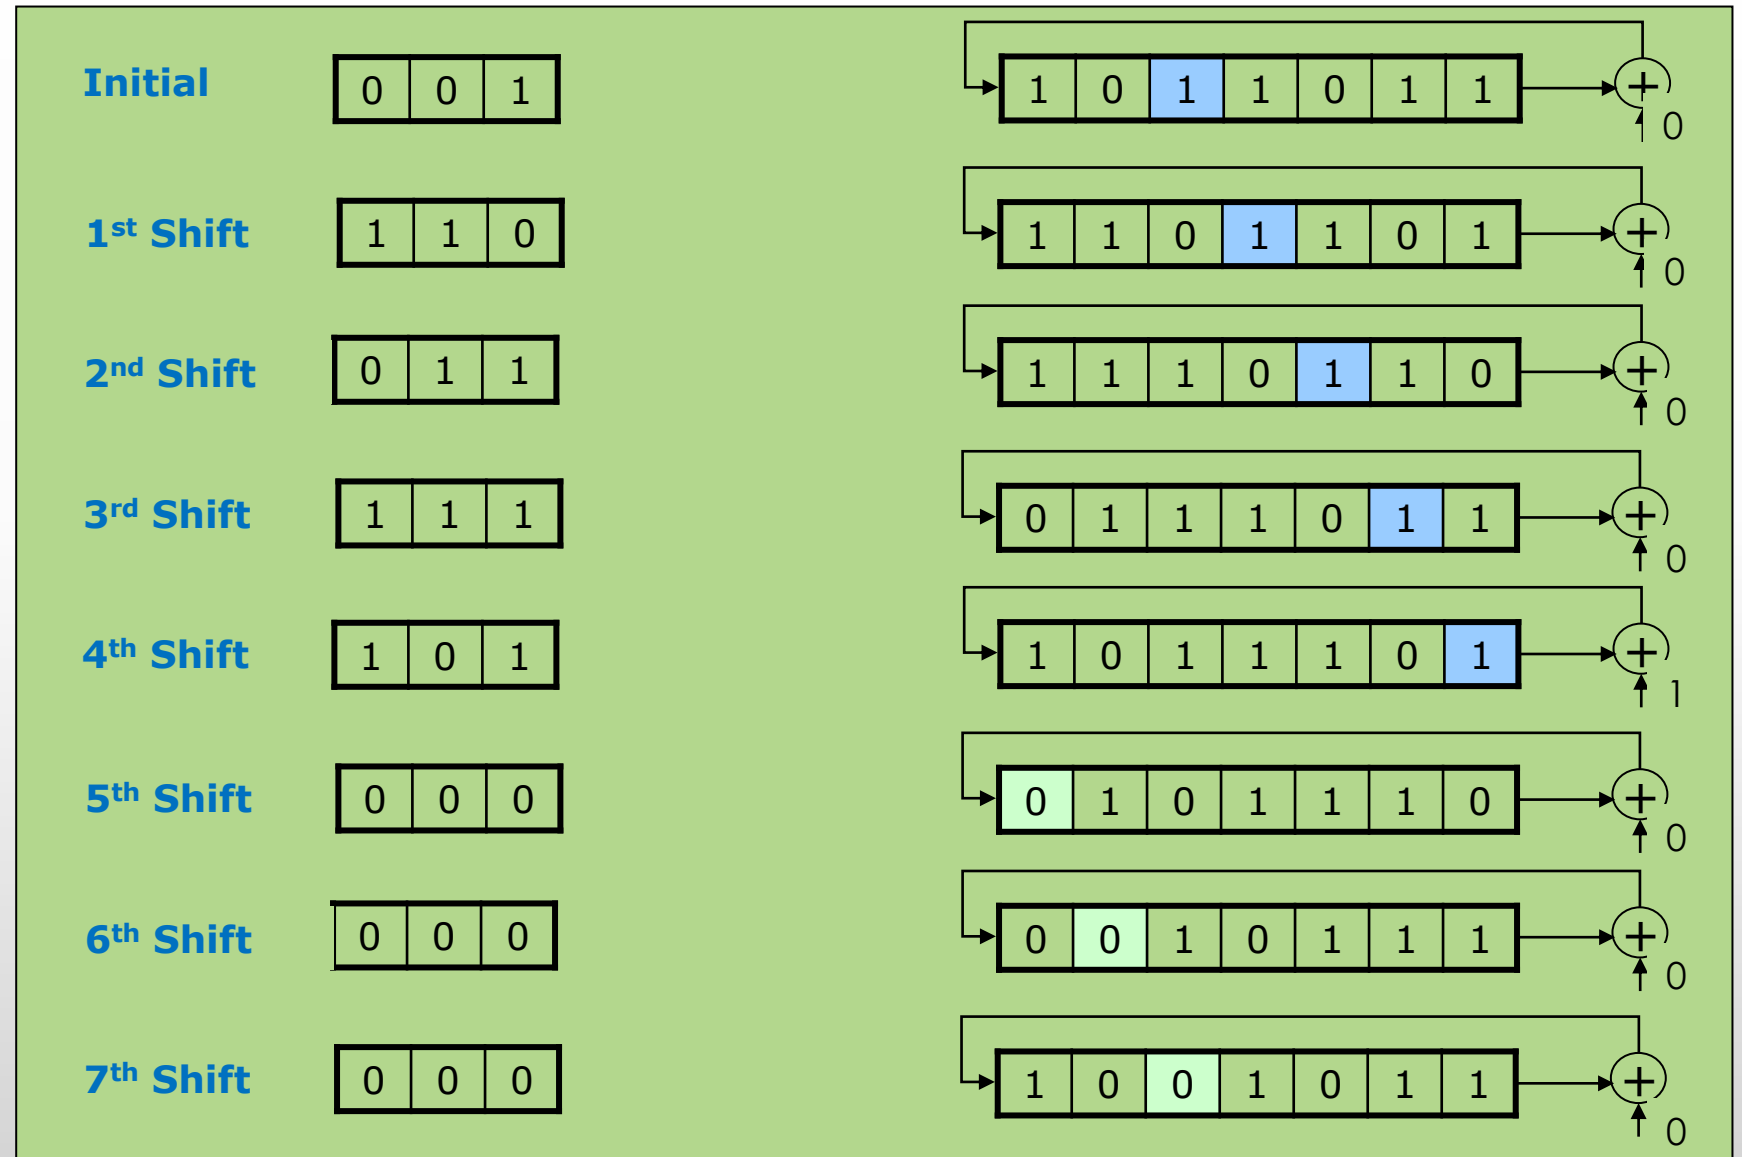 Initial 0 0 1 1 0 1 1 0 1 1 + 0
1st Shift 1 1 0 1 1 0 1 1 0 1 + 0
2nd Shift 0 1 1 1 1 1 0 1 1 0 + 0
3rd Shift 1 1 1 0 1 1 1 0 1 1 + 0
4th Shift 1 0 1 1 0 1 1 1 0 1 + 1
5th Shift 0 0 0 0 1 0 1 1 1 0 + 0
6th Shift 0 0 0 0 0 1 0 1 1 1 + 0
7th Shift 0 0 0 1 0 0 1 0 1 1 + 0